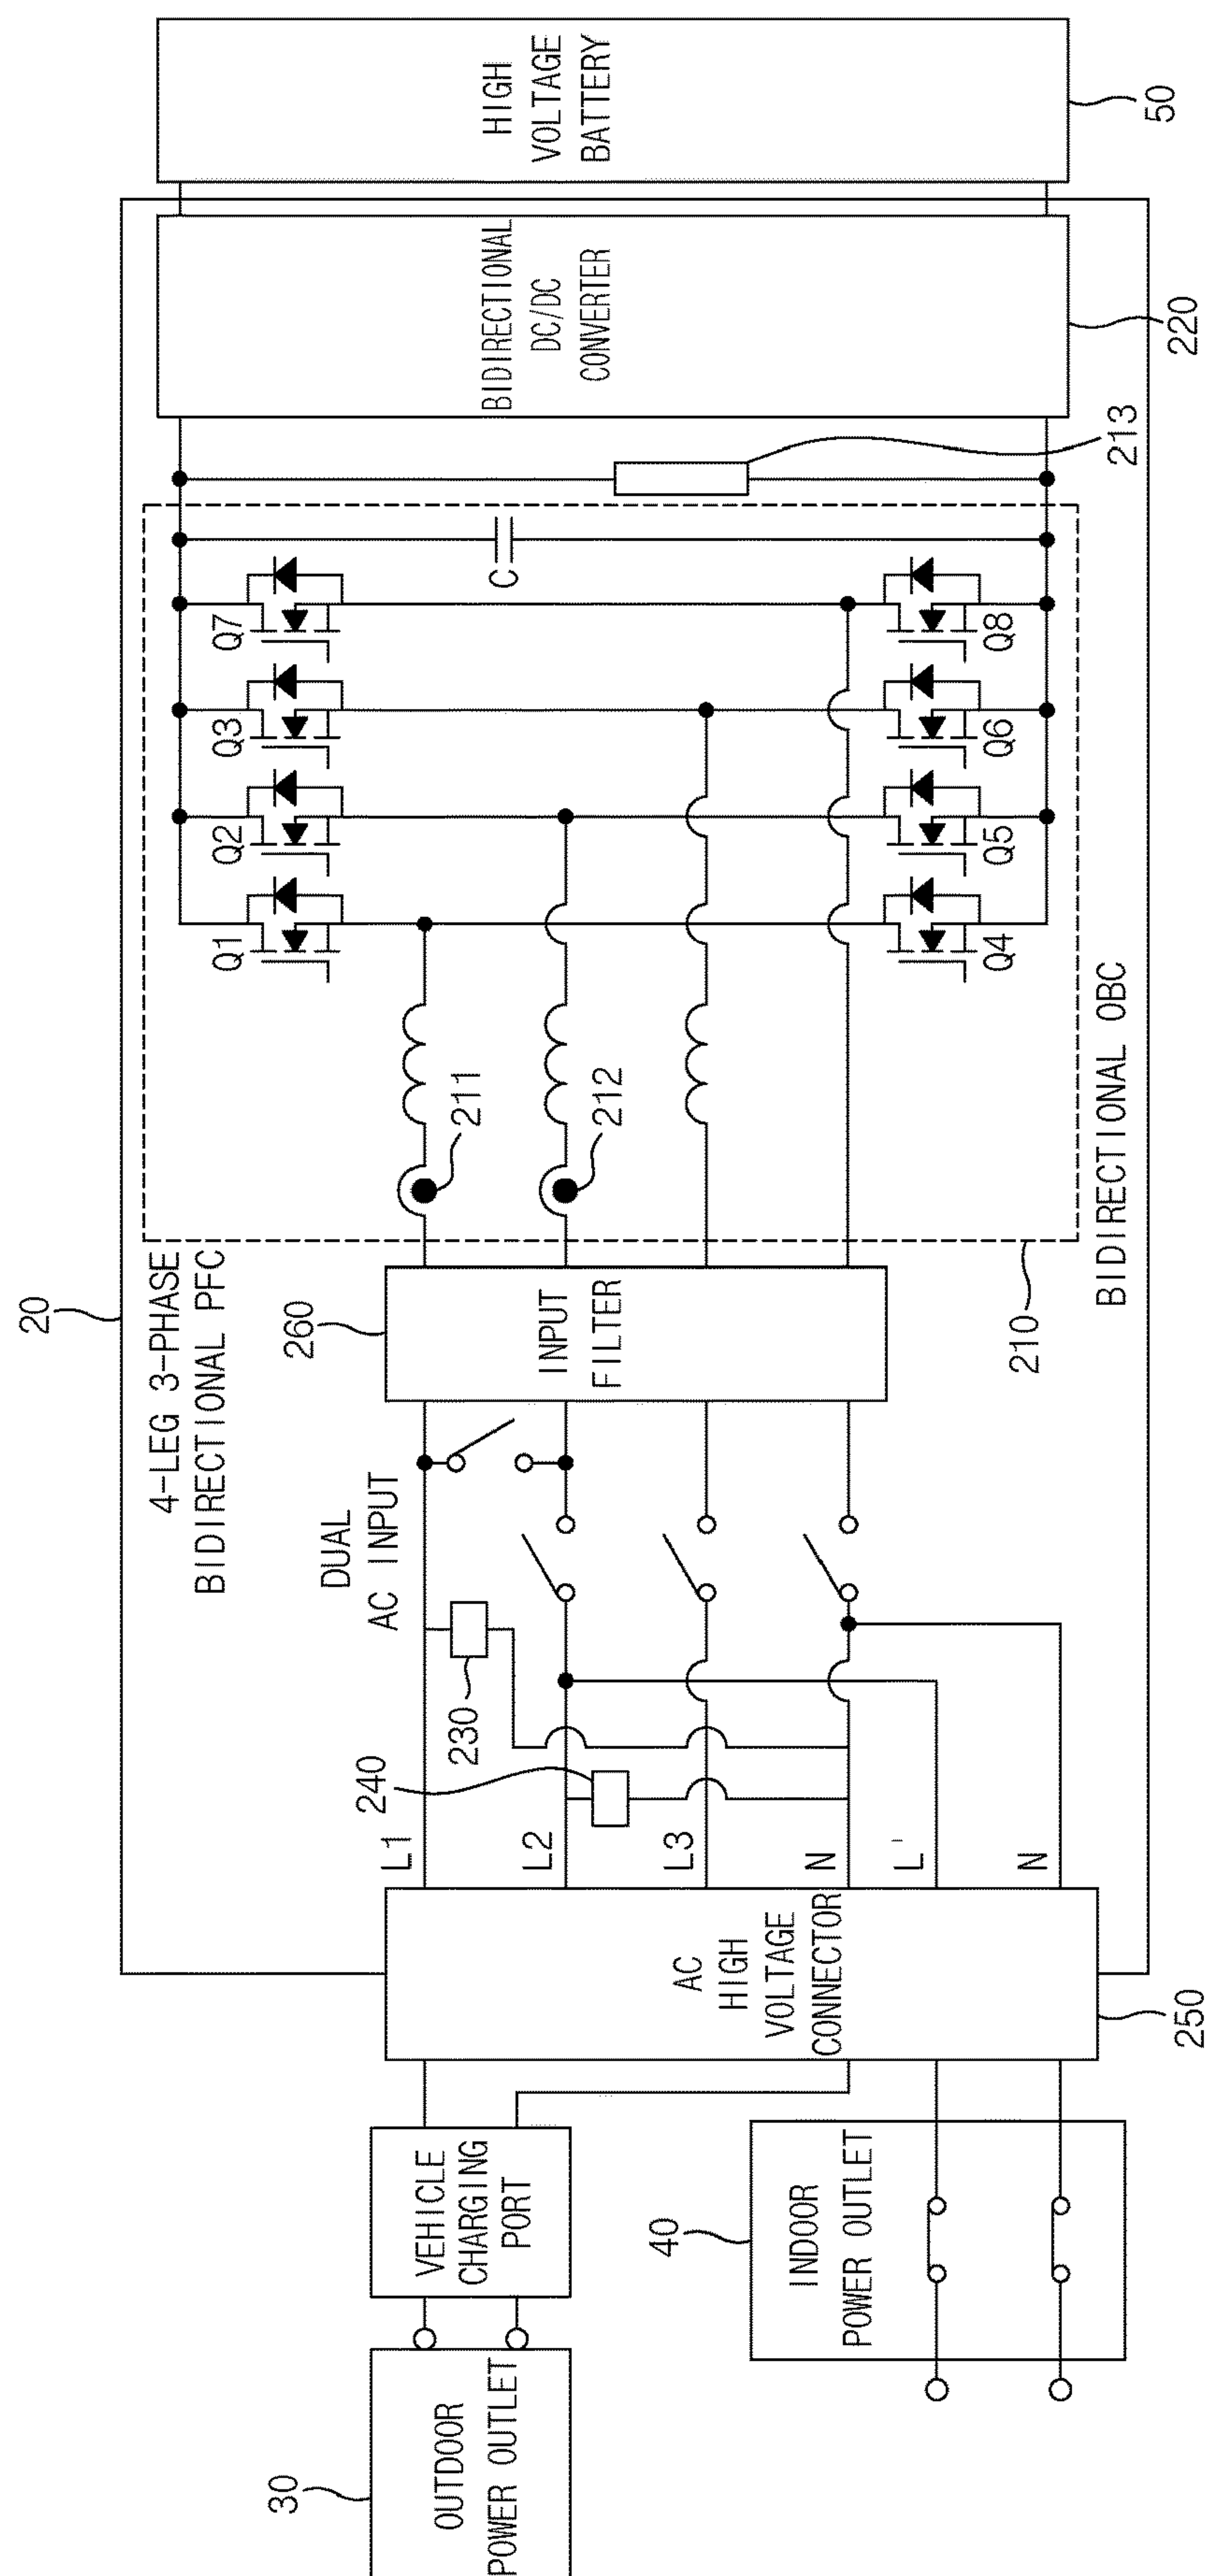 20
4-LEG 3-PHASE
BIDIRECTIONAL PFC
OUTDOOR
POWER OUTLET
30
VEHICLE
CHARGING
PORT
INDOOR
POWER OUTLET
40
AC
HIGH
VOLTAGE
CONNECTOR
250
L1
L2
L3
N
L'
N
240
230
DUAL
AC INPUT
INPUT
FILTER
260
210
211
212
Q1
Q2
Q3
Q7
Q4
Q5
Q6
Q8
C
213
BIDIRECTIONAL
DC/DC
CONVERTER
220
HIGH
VOLTAGE
BATTERY
50
BIDIRECTIONAL OBC